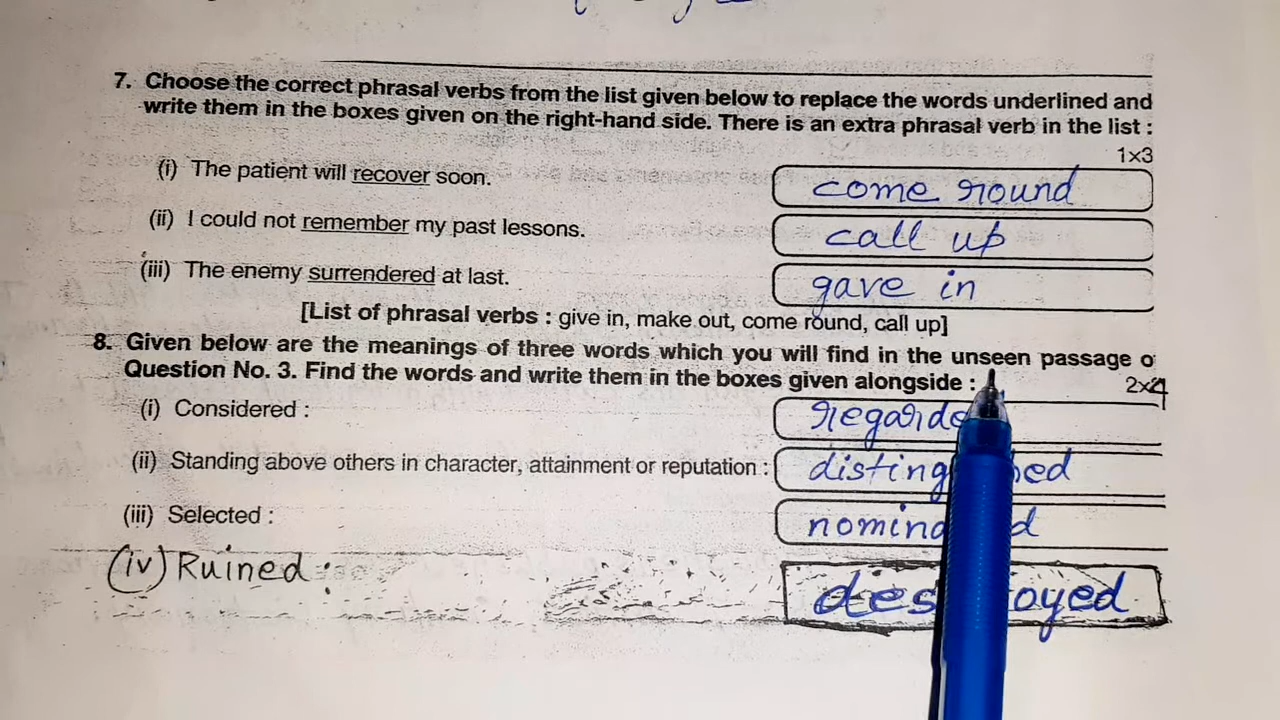 7. Choose the correct phrasal verbs from the list given below to replace the words underlined and
write them in the boxes given on the right-hand side. There is an extra phrasal verb in the list :
1×3
(i) The patient will recover soon.
come round
(ii) I could not remember my past lessons.
call up
(iii) The enemy surrendered at last.
gave in
[List of phrasal verbs : give in, make out, come round, call up]
8. Given below are the meanings of three words which you will find in the unseen passage o
Question No. 3. Find the words and write them in the boxes given alongside :
2×4
(i) Considered :
(ii) Standing above others in character, attainment or reputation :
(iii) Selected :
(iv) Ruined :